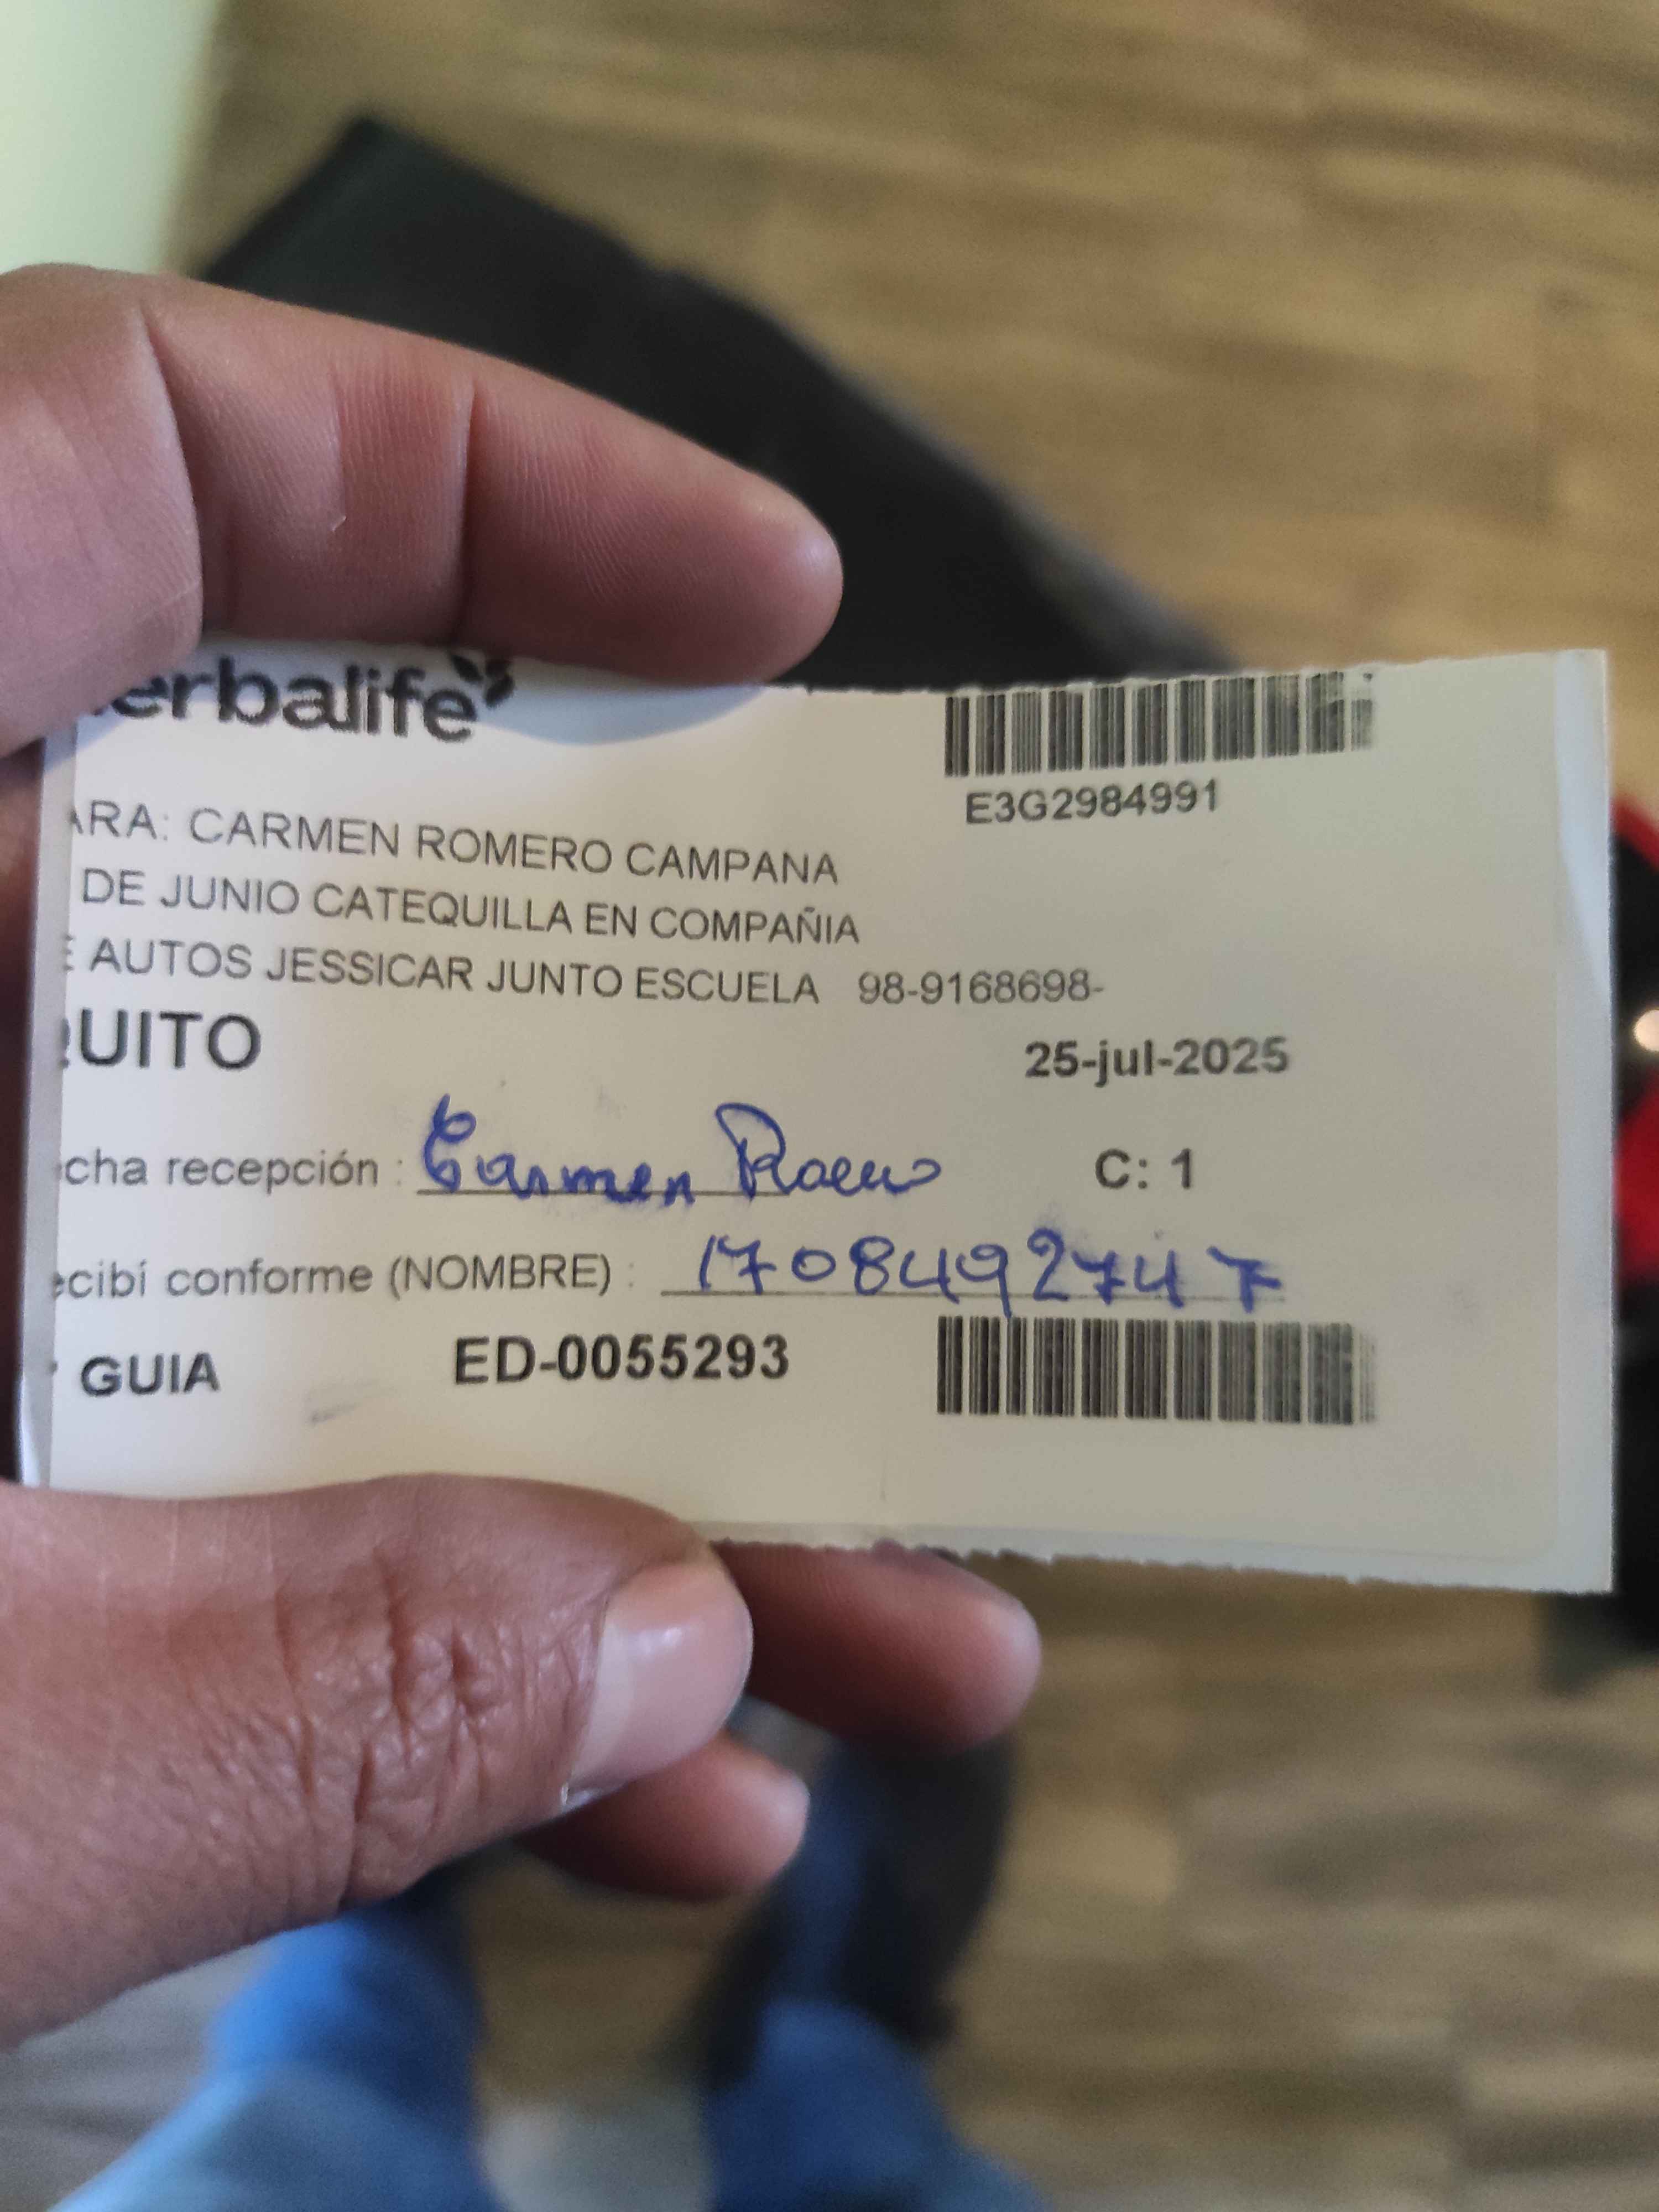 erbalife
E3G2984991
ARA: CARMEN ROMERO CAMPANA
DE JUNIO CATEQUILLA EN COMPAÑIA
E AUTOS JESSICAR JUNTO ESCUELA 98-9168698-
QUITO
25-jul-2025
cha recepción : Carmen
C: 1
ecibí conforme (NOMBRE) : 1708492747
GUIA ED-0055293